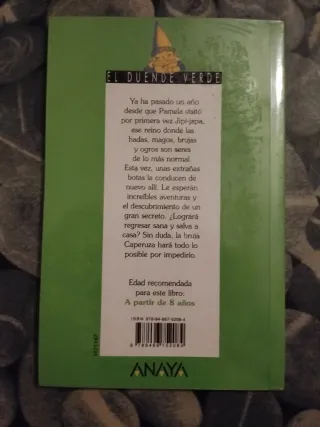 EL DUENDE VERDE
Ya ha pasado un año
desde que Pamela visitó
por primera vez Jipi-japa,
ese reino donde las
hadas, magos, brujas
y ogros son seres
de lo más normal.
Esta vez, unas extrañas
botas la conducen de
nuevo allí. Le esperan
increíbles aventuras y
el descubrimiento de un
gran secreto. ¿Logrará
regresar sana y salva a
casa? Sin duda, la bruja
Caperuza hará todo lo
posible por impedirlo.
Edad recomendada
para este libro:
A partir de 8 años
ANAYA